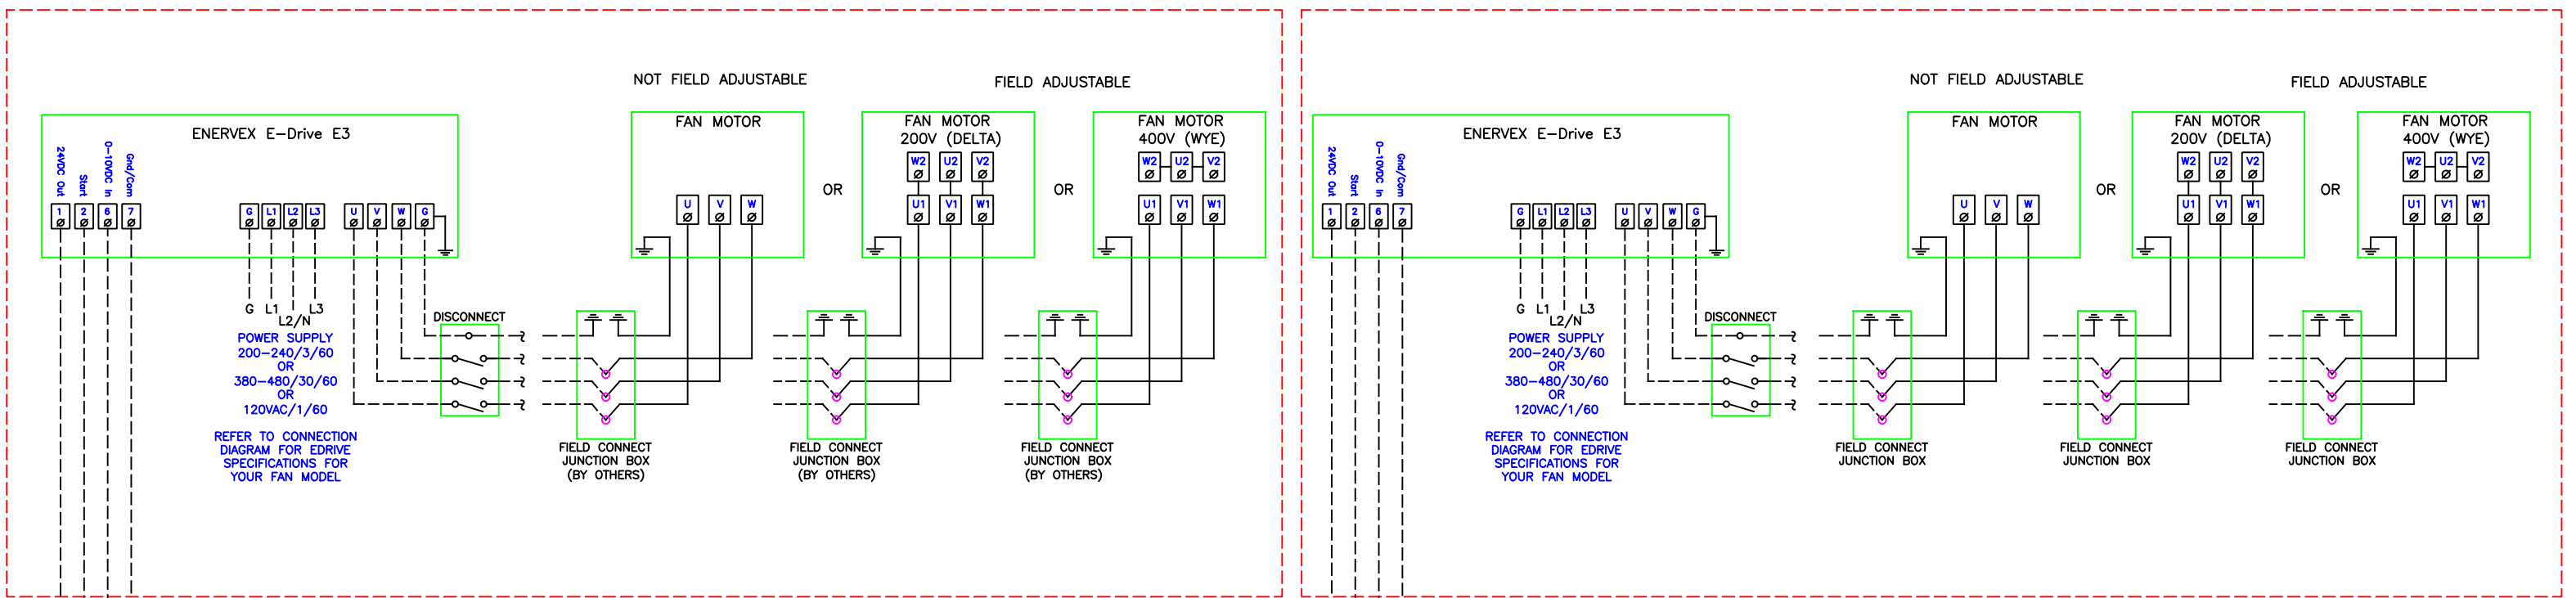 NOT FIELD ADJUSTABLE
FIELD ADJUSTABLE
ENERVEX E-Drive E3
24VDC Out
Start
0-10VDC In
Gnd/Com
1 2 6 7
G L1 L2 L3
U V W G
G L1 L3
L2/N
POWER SUPPLY
200-240/3/60
OR
380-480/30/60
OR
120VAC/1/60
REFER TO CONNECTION
DIAGRAM FOR EDRIVE
SPECIFICATIONS FOR
YOUR FAN MODEL
DISCONNECT
FAN MOTOR
U V W
OR
FAN MOTOR
200V (DELTA)
W2 U2 V2
U1 V1 W1
OR
FAN MOTOR
400V (WYE)
W2 U2 V2
U1 V1 W1
FIELD CONNECT
JUNCTION BOX
(BY OTHERS)
FIELD CONNECT
JUNCTION BOX
(BY OTHERS)
FIELD CONNECT
JUNCTION BOX
(BY OTHERS)
NOT FIELD ADJUSTABLE
FIELD ADJUSTABLE
ENERVEX E-Drive E3
24VDC Out
Start
0-10VDC In
Gnd/Com
1 2 6 7
G L1 L2 L3
U V W G
G L1 L3
L2/N
POWER SUPPLY
200-240/3/60
OR
380-480/30/60
OR
120VAC/1/60
REFER TO CONNECTION
DIAGRAM FOR EDRIVE
SPECIFICATIONS FOR
YOUR FAN MODEL
DISCONNECT
FAN MOTOR
U V W
OR
FAN MOTOR
200V (DELTA)
W2 U2 V2
U1 V1 W1
OR
FAN MOTOR
400V (WYE)
W2 U2 V2
U1 V1 W1
FIELD CONNECT
JUNCTION BOX
FIELD CONNECT
JUNCTION BOX
FIELD CONNECT
JUNCTION BOX